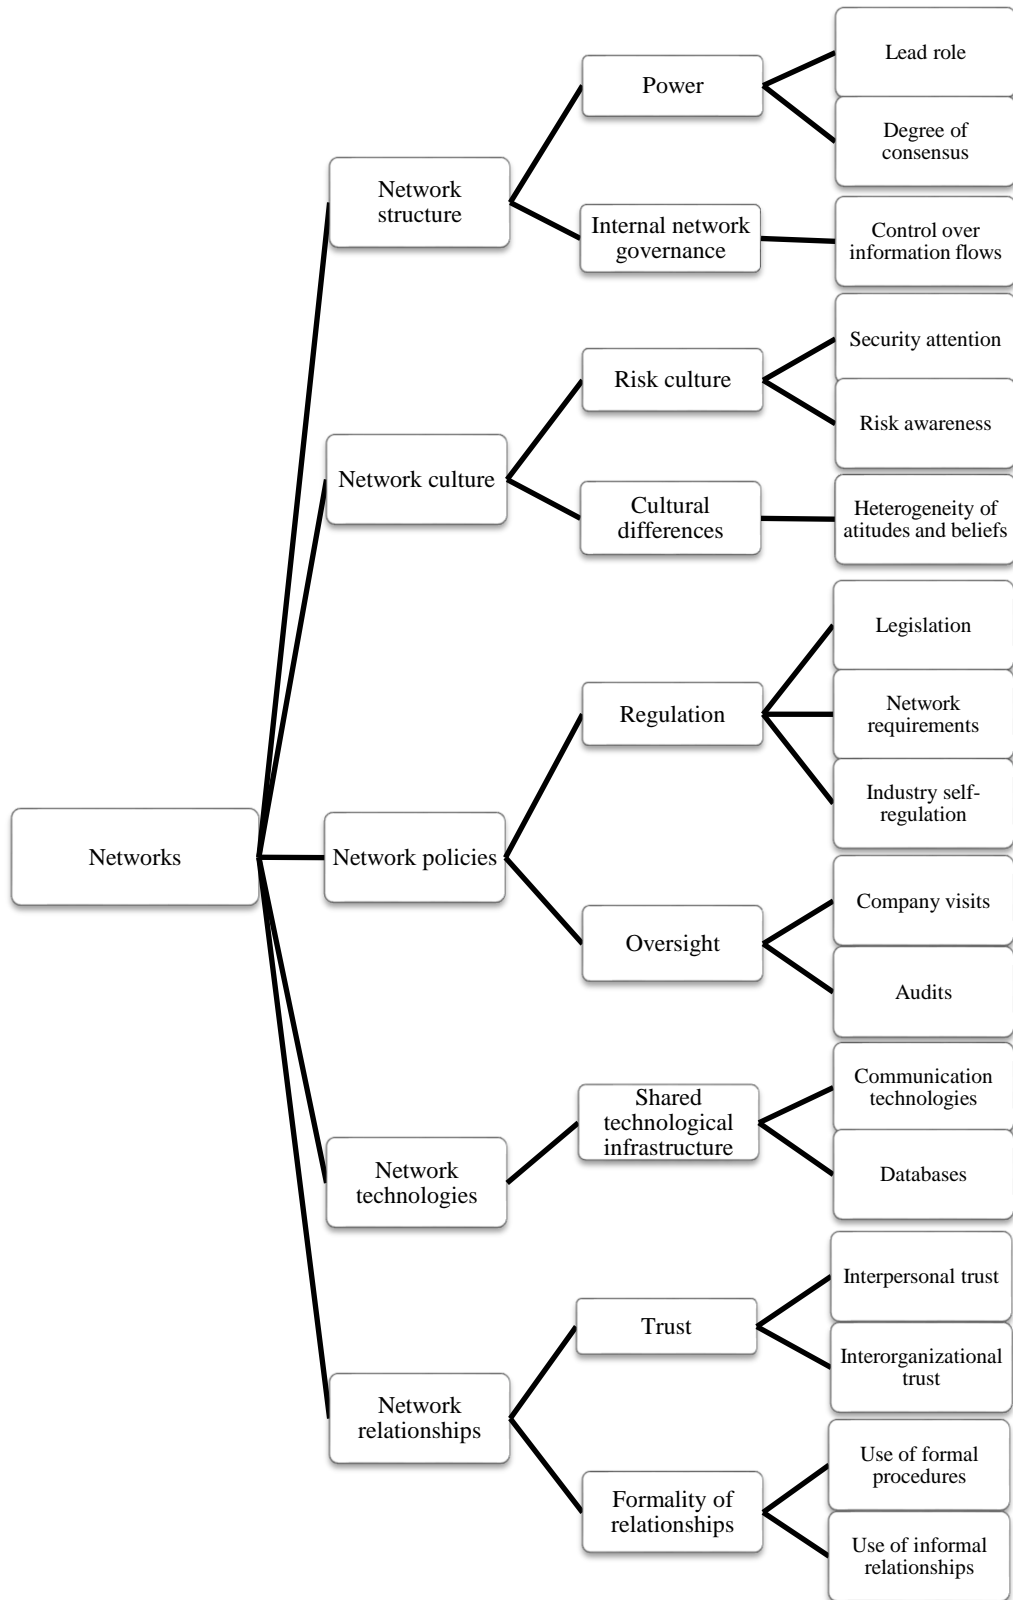 Networks
Network
structure
Power
Lead role
Degree of
consensus
Internal network
governance
Control over
information flows
Network culture
Risk culture
Security attention
Risk awareness
Cultural
differences
Heterogeneity of
atitudes and beliefs
Network policies
Regulation
Legislation
Network
requirements
Industry self-
regulation
Oversight
Company visits
Audits
Network
technologies
Shared
technological
infrastructure
Communication
technologies
Databases
Network
relationships
Trust
Interpersonal trust
Interorganizational
trust
Formality of
relationships
Use of formal
procedures
Use of informal
relationships